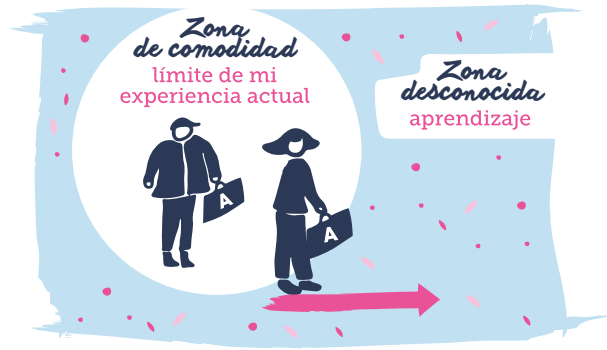 Zona
de comodidad
límite de mi
experiencia actual
Zona
desconocida
aprendizaje
A
A